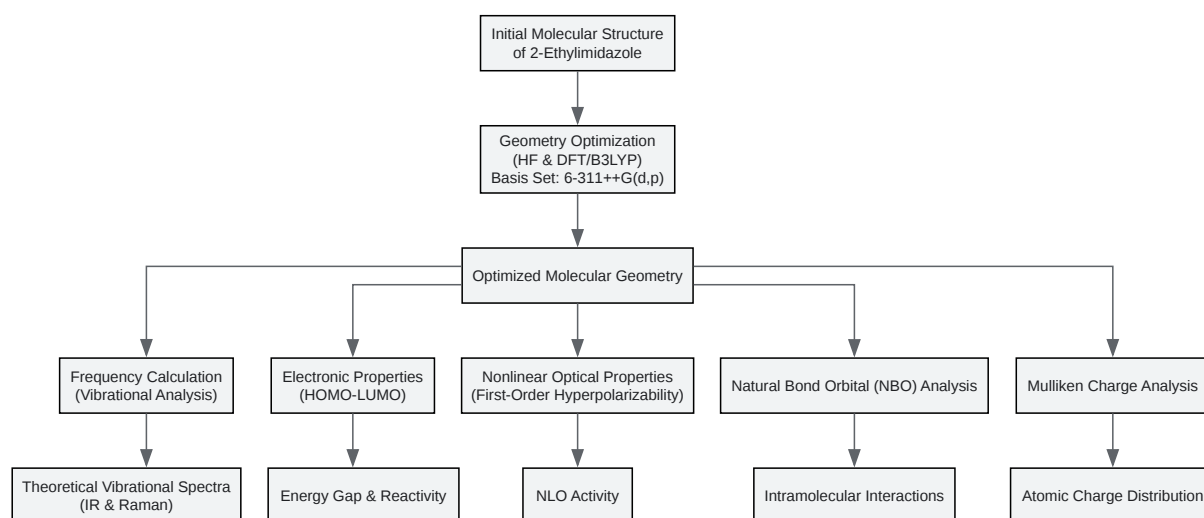 Initial Molecular Structure
of 2-Ethylimidazole
Geometry Optimization
(HF & DFT/B3LYP)
Basis Set: 6-311++G(d,p)
Optimized Molecular Geometry
Frequency Calculation
(Vibrational Analysis)
Electronic Properties
(HOMO-LUMO)
Nonlinear Optical Properties
(First-Order Hyperpolarizability)
Natural Bond Orbital (NBO) Analysis
Mulliken Charge Analysis
Theoretical Vibrational Spectra
(IR & Raman)
Energy Gap & Reactivity
NLO Activity
Intramolecular Interactions
Atomic Charge Distribution